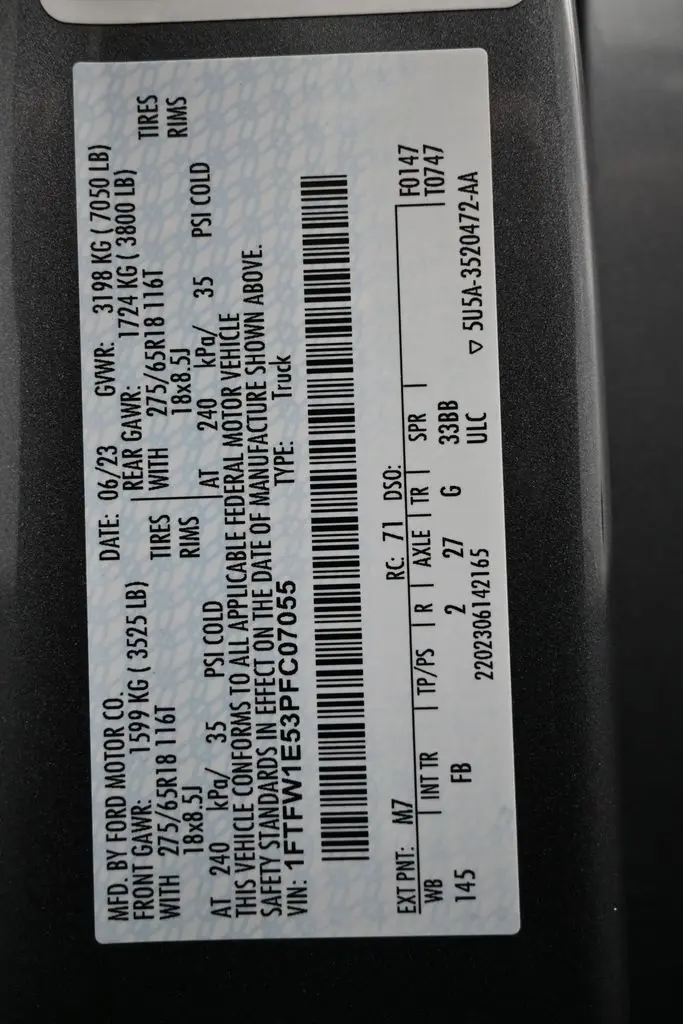 MFD. BY FORD MOTOR CO.
DATE: 06/23 GVWR: 3198 KG ( 7050 LB)
FRONT GAWR: 1599 KG ( 3525 LB)
REAR GAWR: 1724 KG ( 3800 LB)
WITH 275/65R18 116T TIRES
WITH 275/65R18 116T TIRES
18x8.5J RIMS
18x8.5J RIMS
AT 240 kPa/ 35 PSI COLD
AT 240 kPa/ 35 PSI COLD
THIS VEHICLE CONFORMS TO ALL APPLICABLE FEDERAL MOTOR VEHICLE
SAFETY STANDARDS IN EFFECT ON THE DATE OF MANUFACTURE SHOWN ABOVE.
VIN: 1FTFW1E53PFC07055 TYPE: Truck
EXT PNT: M7 RC: 71 DSO: F0147
WB INT TR TP/PS R AXLE TR SPR T0747
145 FB 2 27 G 33BB
2202306142165 ULC ▽ 5U5A-3520472-AA